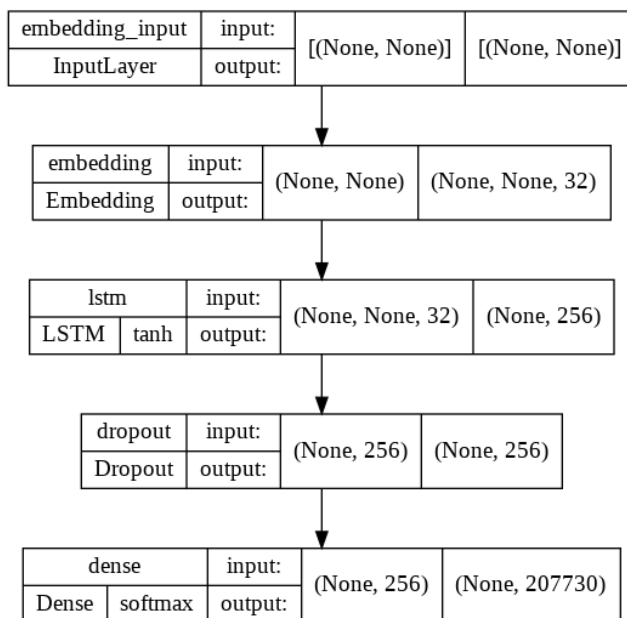 embedding_input input: [(None, None)] [(None, None)]
InputLayer output:
embedding input: (None, None) (None, None, 32)
Embedding output:
lstm input: (None, None, 32) (None, 256)
LSTM tanh output:
dropout input: (None, 256) (None, 256)
Dropout output:
dense input: (None, 256) (None, 207730)
Dense softmax output: